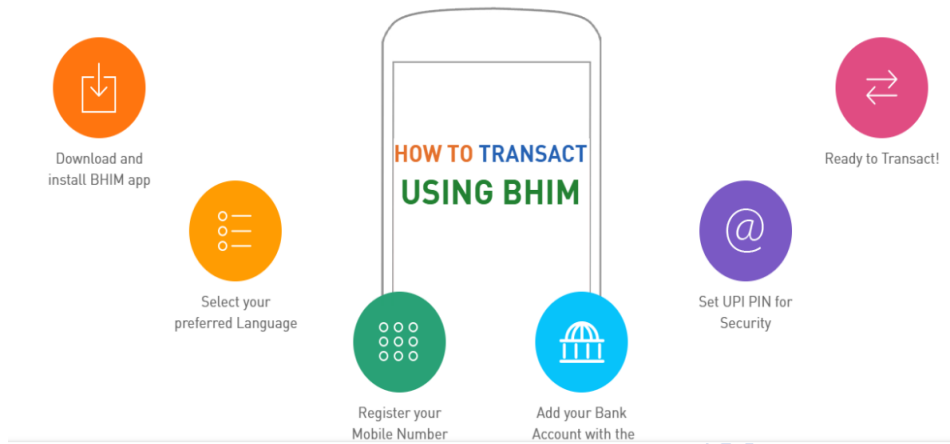 HOW TO TRANSACT
USING BHIM
Download and
install BHIM app
Select your
preferred Language
Register your
Mobile Number
Add your Bank
Account with the
Set UPI PIN for
Security
Ready to Transact!